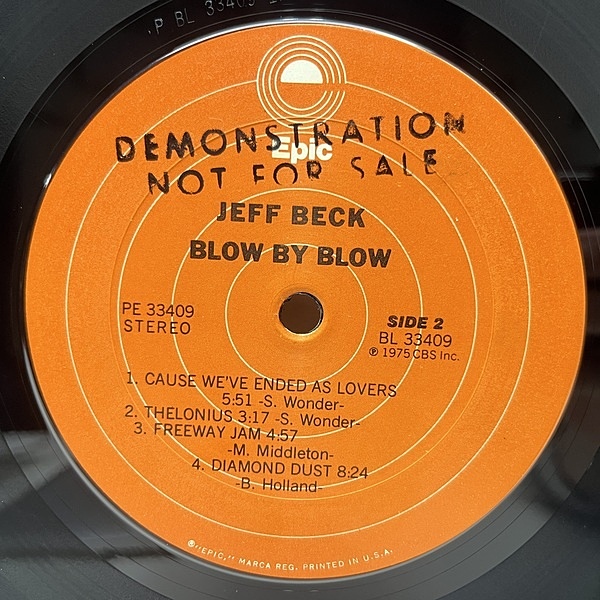 P BL 33409
DEMONSTRATION
Epic
NOT FOR SALE
JEFF BECK
BLOW BY BLOW
PE 33409
STEREO
SIDE 2
BL 33409
℗ 1975 CBS Inc.
1. CAUSE WE'VE ENDED AS LOVERS
5:51 -S. Wonder-
2. THELONIUS 3:17 -S. Wonder-
3. FREEWAY JAM 4:57
-M. Middleton-
4. DIAMOND DUST 8:24
-B. Holland-
®"EPIC," MARCA REG. PRINTED IN U.S.A.